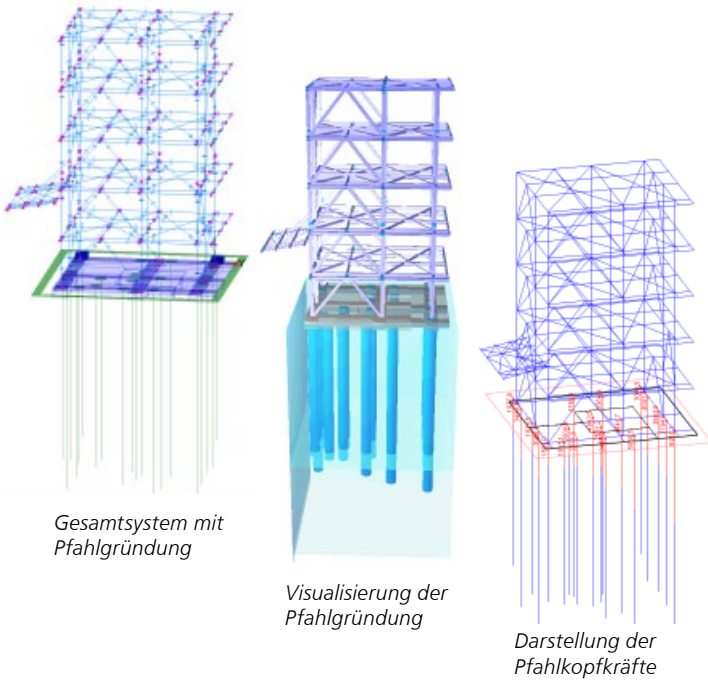 Gesamtsystem mit
Pfahlgründung
Visualisierung der
Pfahlgründung
Darstellung der
Pfahlkopfkräfte